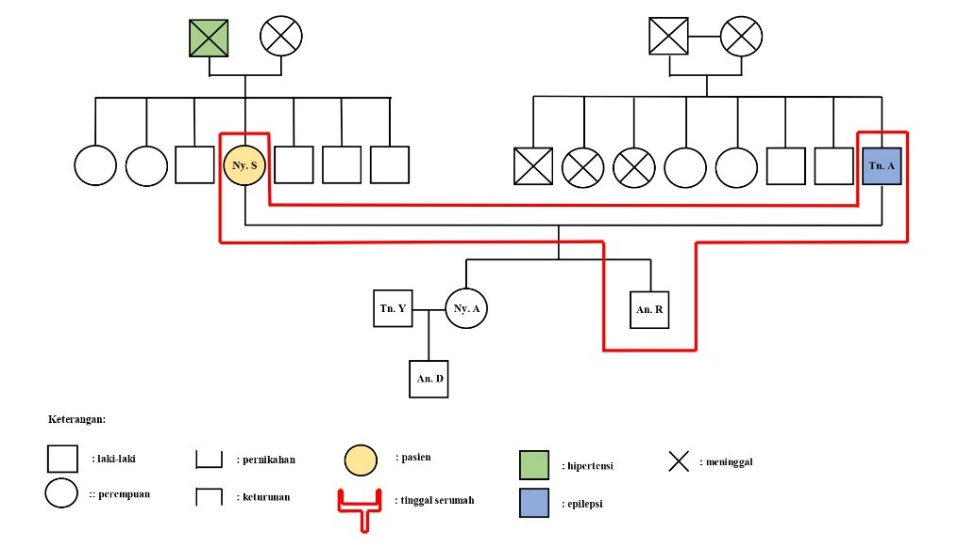 Ny. S
Tn. A
Tn. Y
Ny. A
An. R
An. D
Keterangan:
: laki-laki
: pernikahan
: pasien
: hipertensi
: meninggal
:: perempuan
: keturunan
: tinggal serumah
: epilepsi